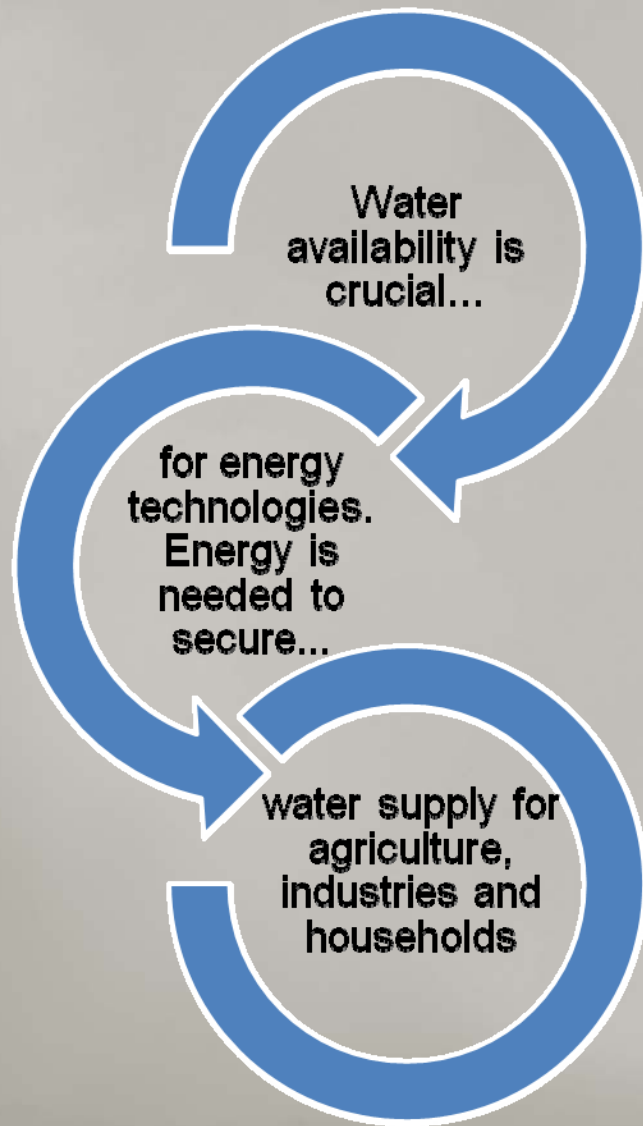 Water
availability is
crucial...
for energy
technologies.
Energy is
needed to
secure...
water supply for
agriculture,
industries and
households